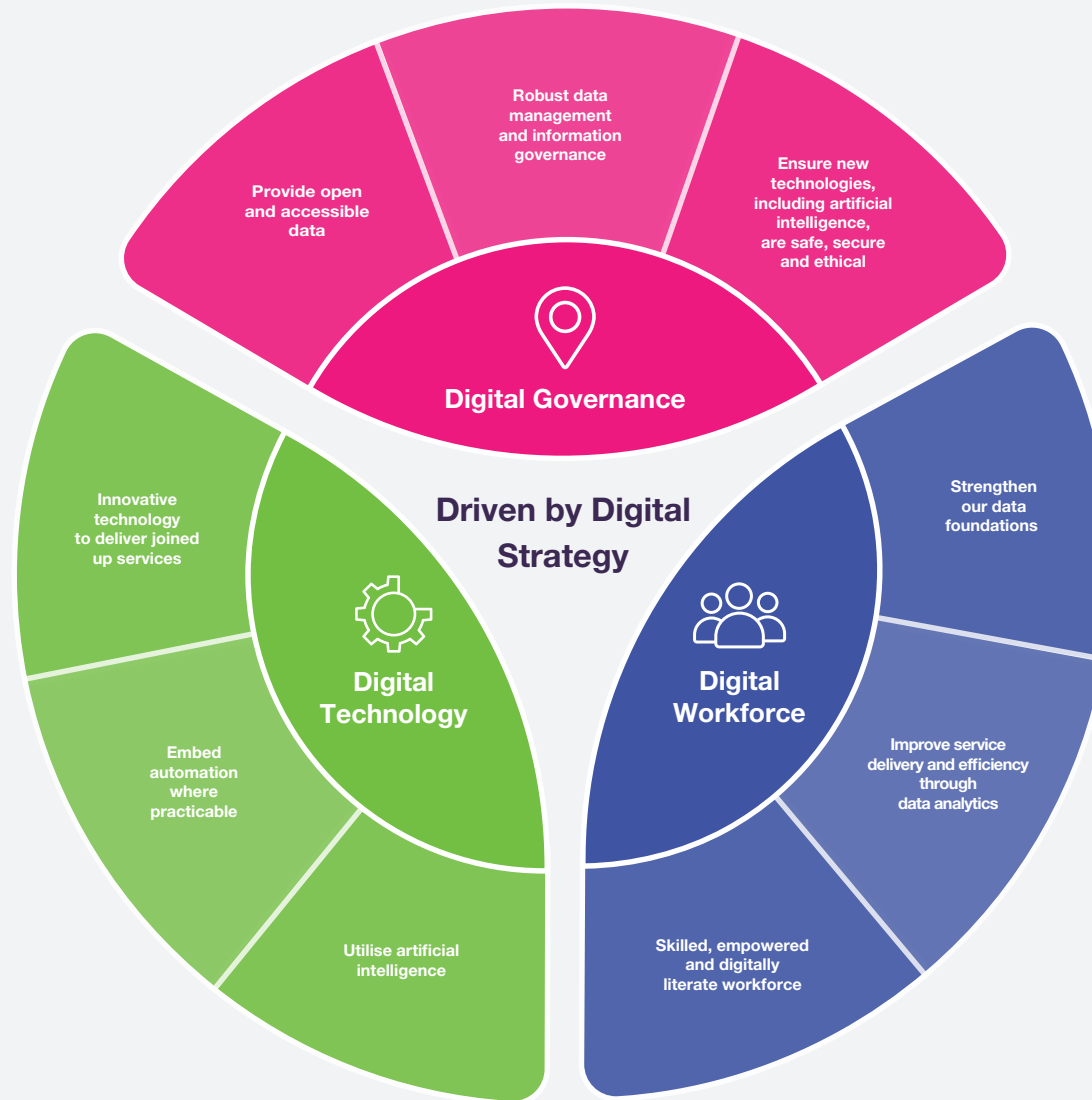 Robust data
management
and information
governance
Provide open
and accessible
data
Ensure new
technologies,
including artificial
intelligence,
are safe, secure
and ethical
Digital Governance
Driven by Digital
Strategy
Innovative
technology
to deliver joined
up services
Embed
automation
where
practicable
Utilise artificial
intelligence
Digital
Technology
Digital
Workforce
Strengthen
our data
foundations
Improve service
delivery and efficiency
through
data analytics
Skilled, empowered
and digitally
literate workforce